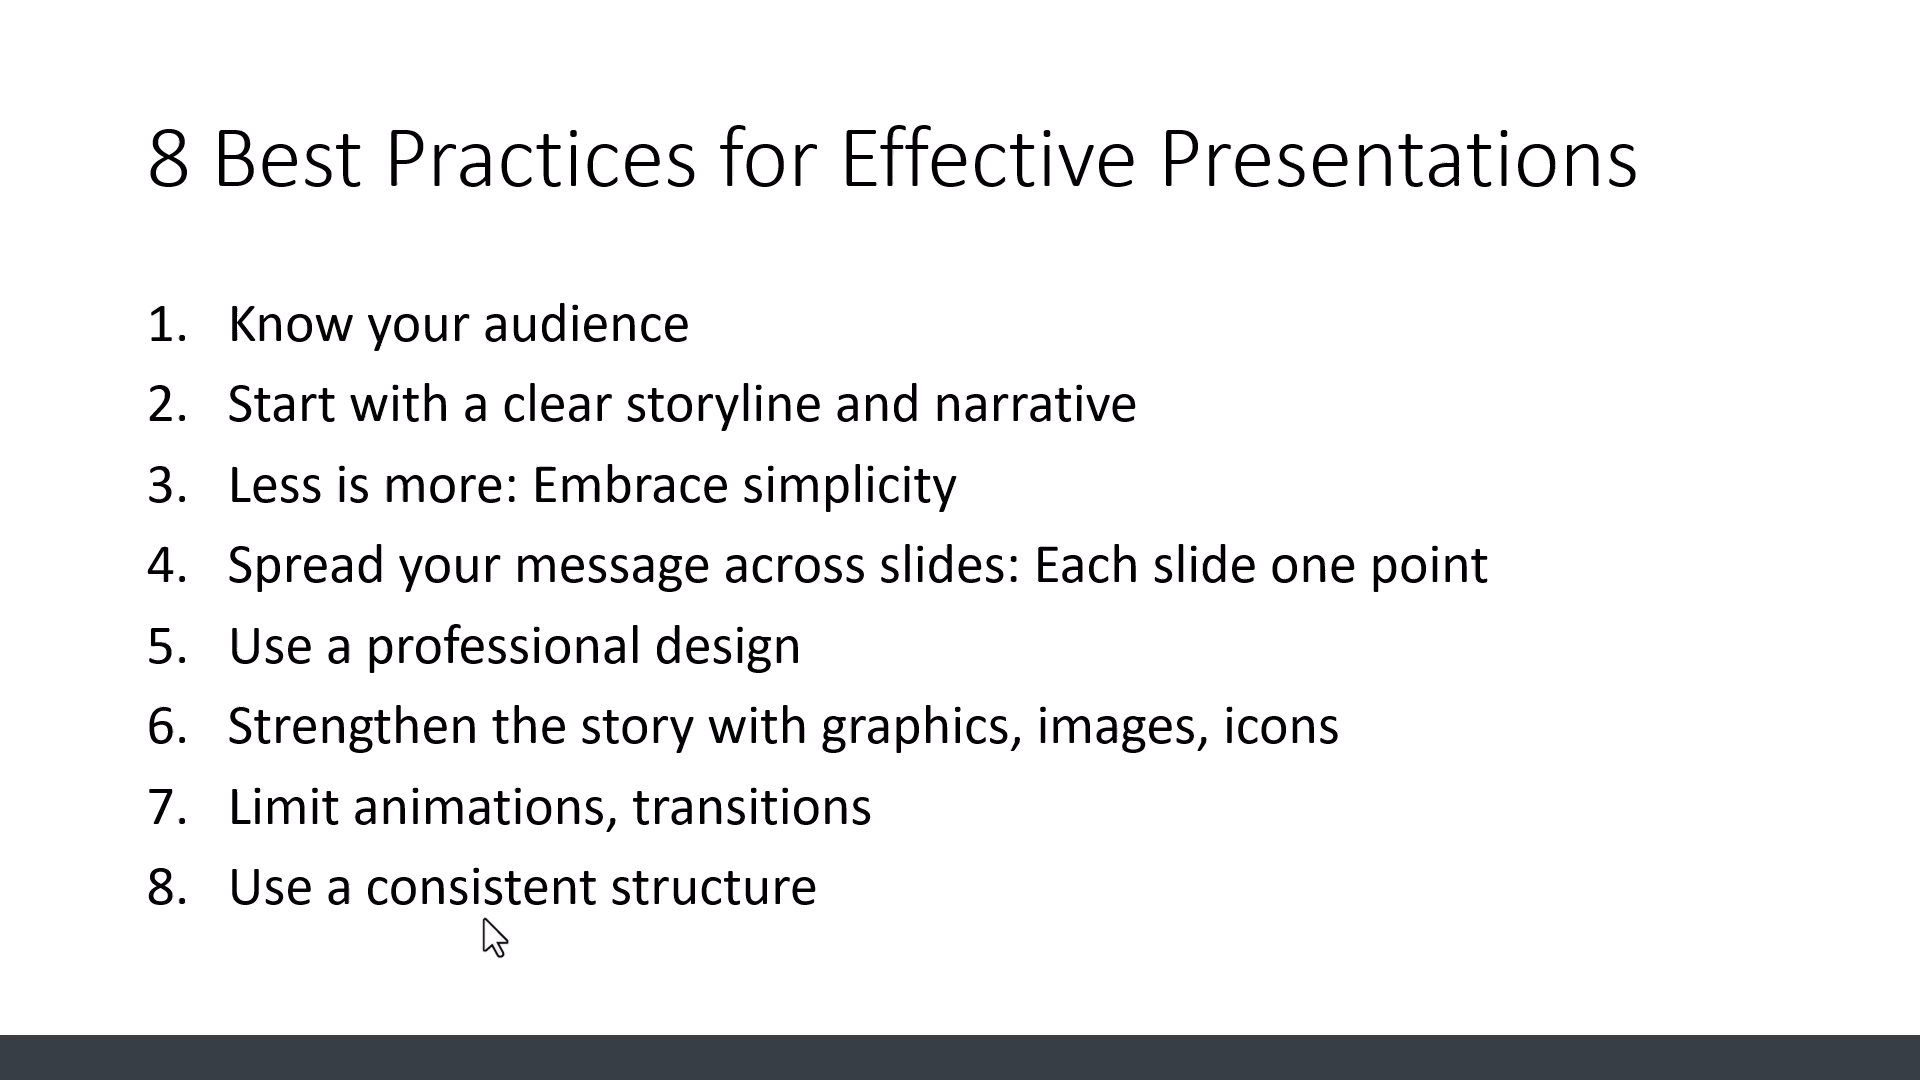 8 Best Practices for Effective Presentations
1. Know your audience
2. Start with a clear storyline and narrative
3. Less is more: Embrace simplicity
4. Spread your message across slides: Each slide one point
5. Use a professional design
6. Strengthen the story with graphics, images, icons
7. Limit animations, transitions
8. Use a consistent structure